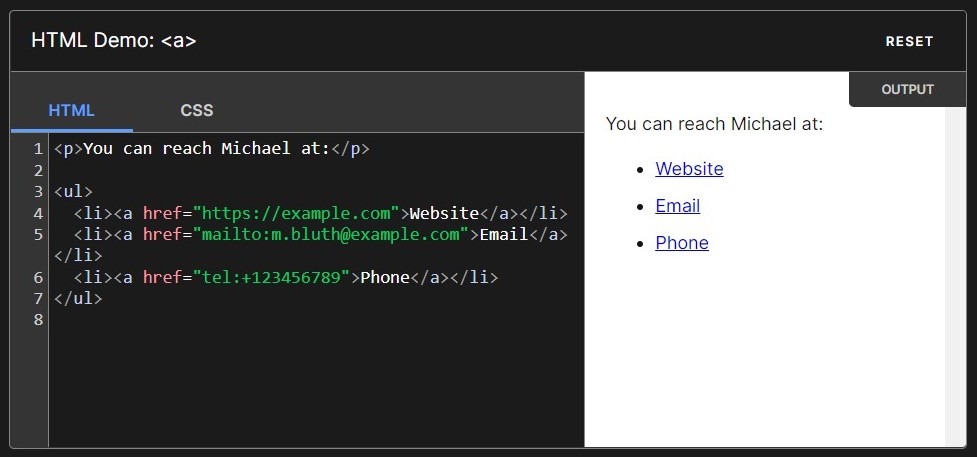 HTML Demo: <a>
RESET
HTML
CSS
1 <p>You can reach Michael at:</p>
2
3 <ul>
4   <li><a href="https://example.com">Website</a></li>
5   <li><a href="mailto:m.bluth@example.com">Email</a>
</li>
6   <li><a href="tel:+123456789">Phone</a></li>
7 </ul>
8
OUTPUT
You can reach Michael at:
• Website
• Email
• Phone